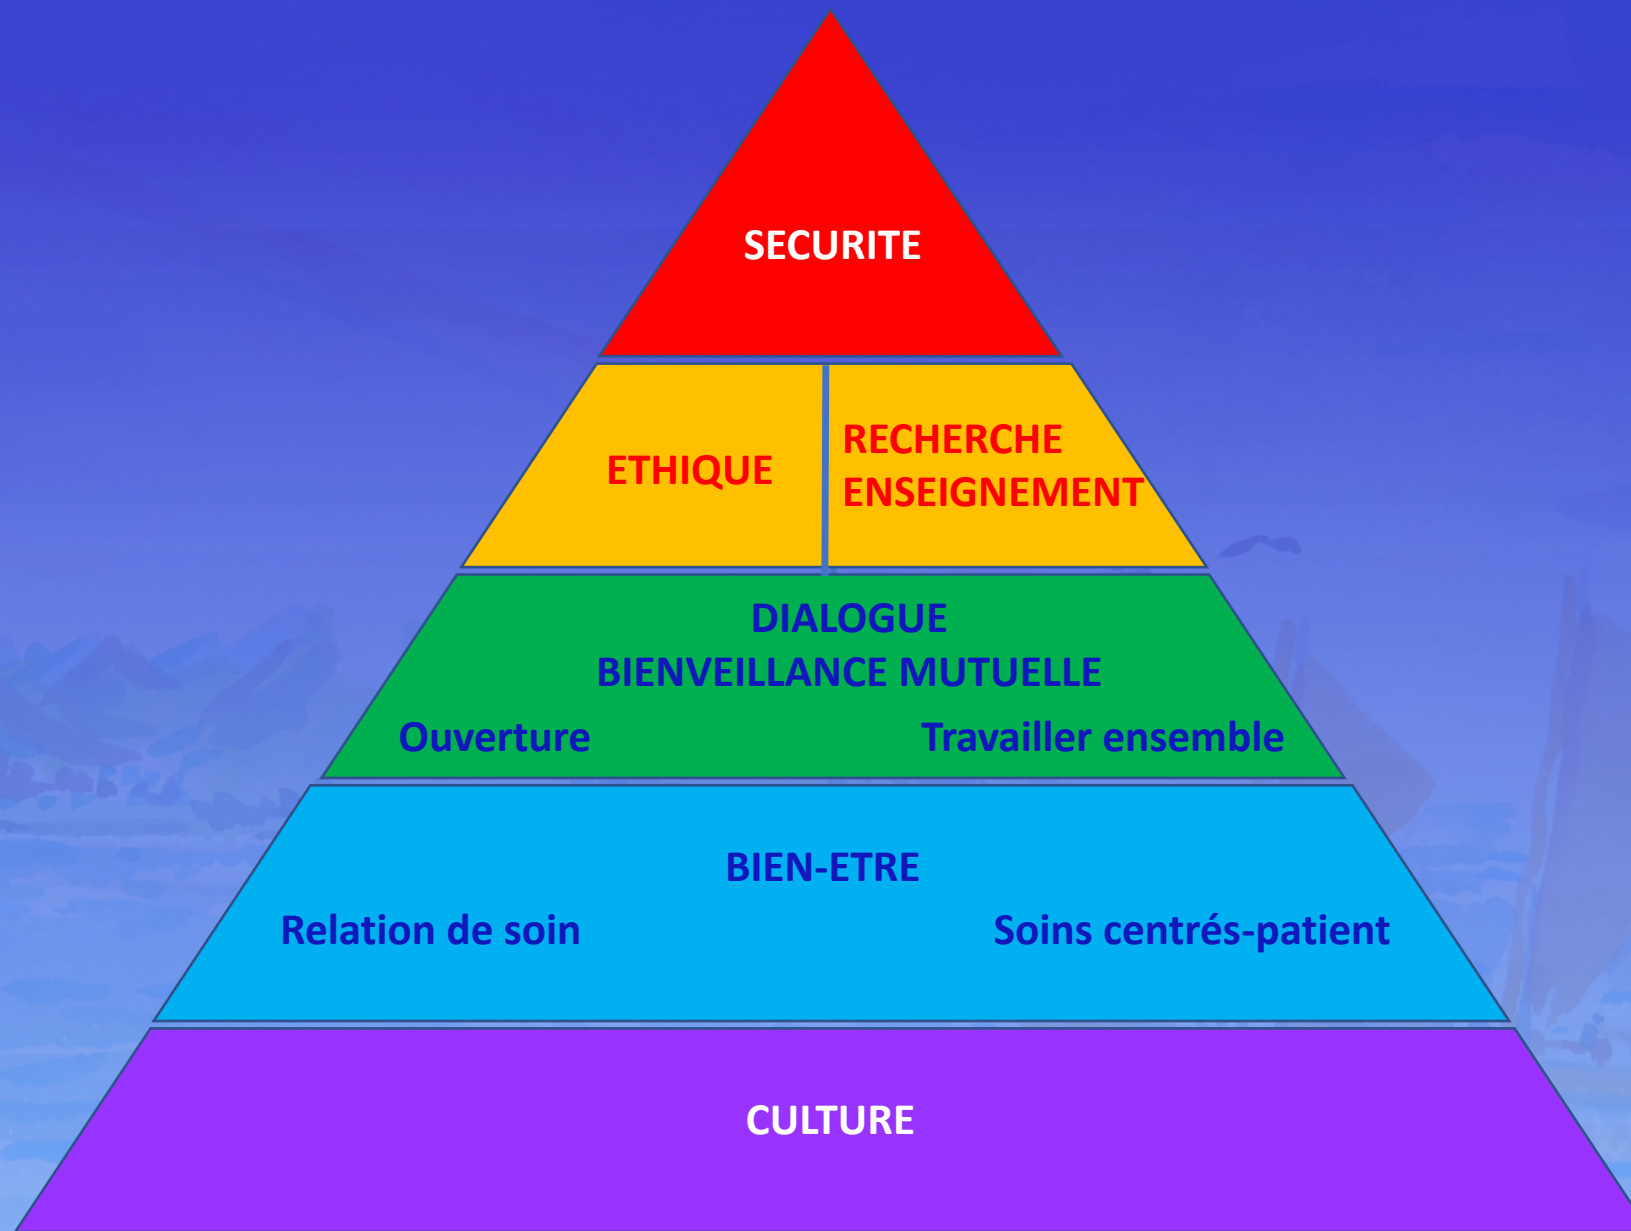 SECURITE
ETHIQUE
RECHERCHE
ENSEIGNEMENT
DIALOGUE
BIENVEILLANCE MUTUELLE
Ouverture Travailler ensemble
BIEN-ETRE
Relation de soin Soins centrés-patient
CULTURE